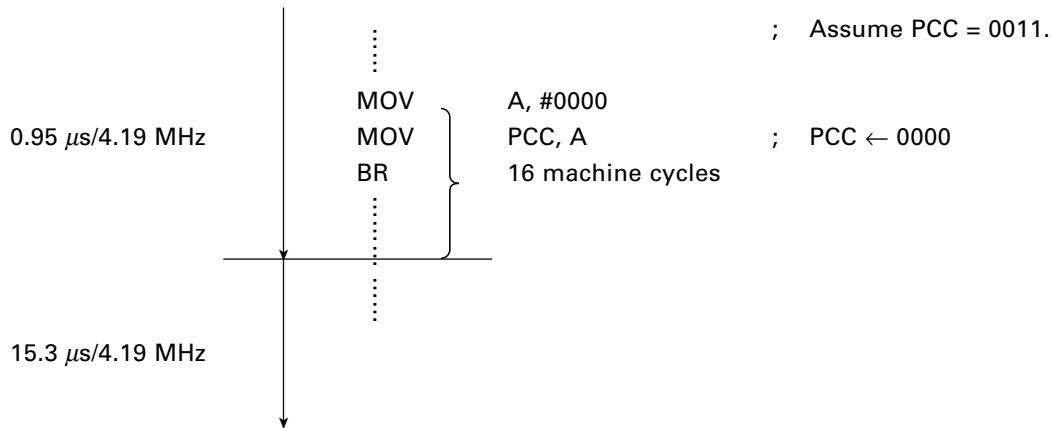 ; Assume PCC = 0011.
MOV A, #0000
0.95 μs/4.19 MHz MOV PCC, A ; PCC ← 0000
BR 16 machine cycles
15.3 μs/4.19 MHz